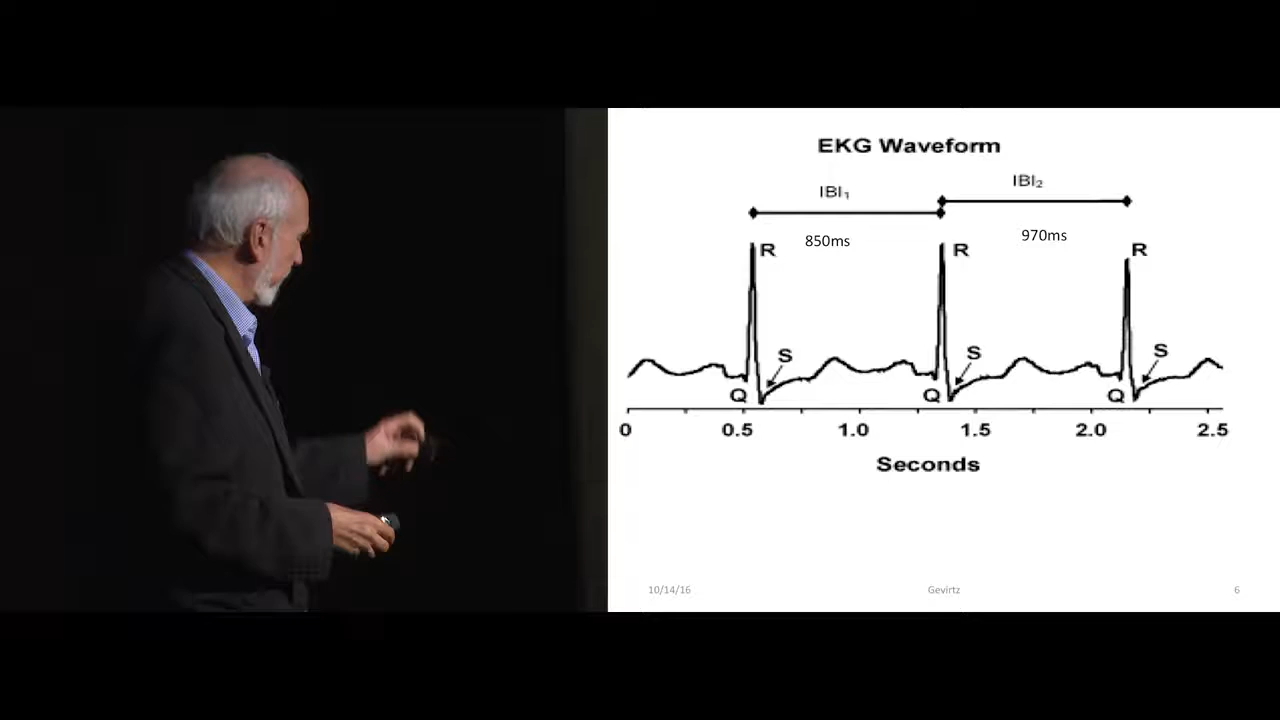 EKG Waveform
IBI₁
IBI₂
850ms
970ms
R
R
R
S
S
S
Q
Q
Q
0 0.5 1.0 1.5 2.0 2.5
Seconds
10/14/16 Gevirtz 6